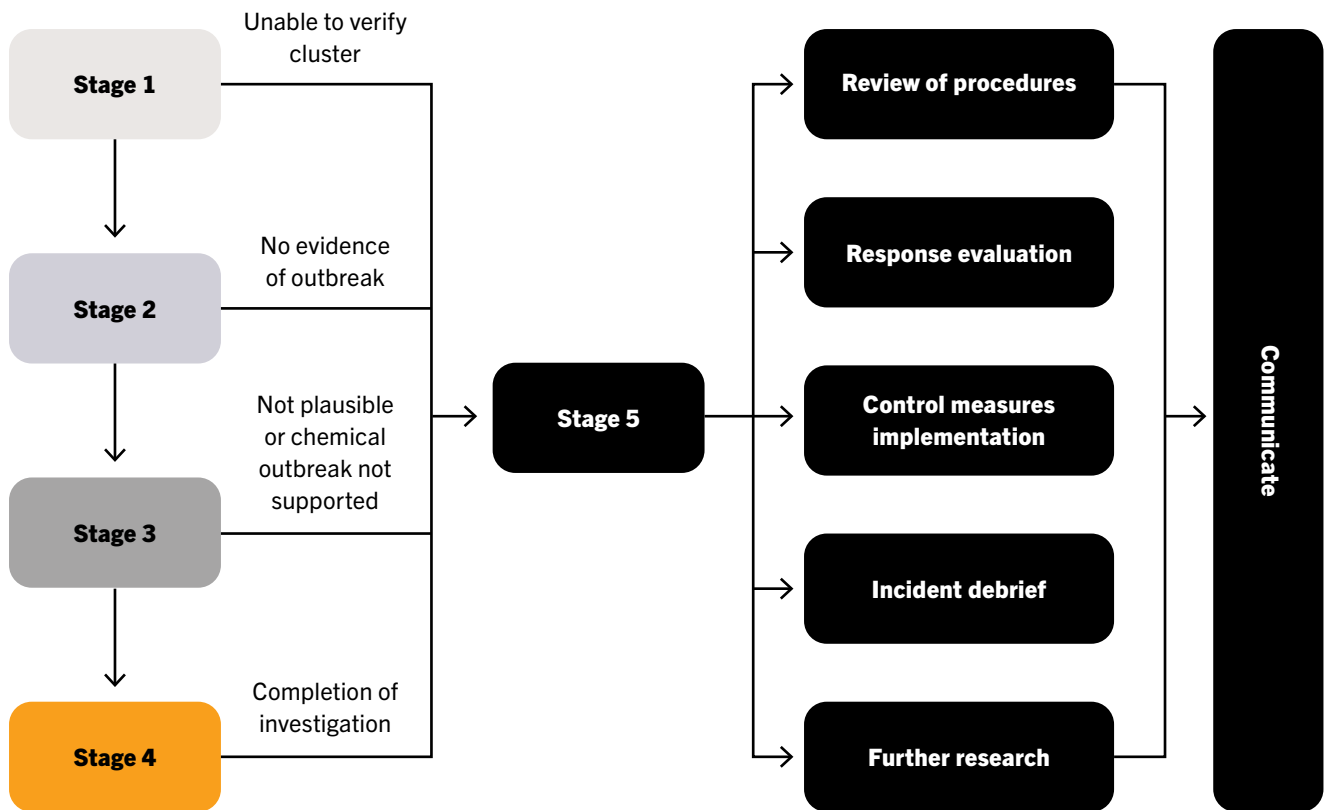 Stage 1
Unable to verify
cluster
Stage 2
No evidence
of outbreak
Stage 3
Not plausible
or chemical
outbreak not
supported
Stage 4
Completion of
investigation
Stage 5
Review of procedures
Response evaluation
Control measures
implementation
Incident debrief
Further research
Communicate